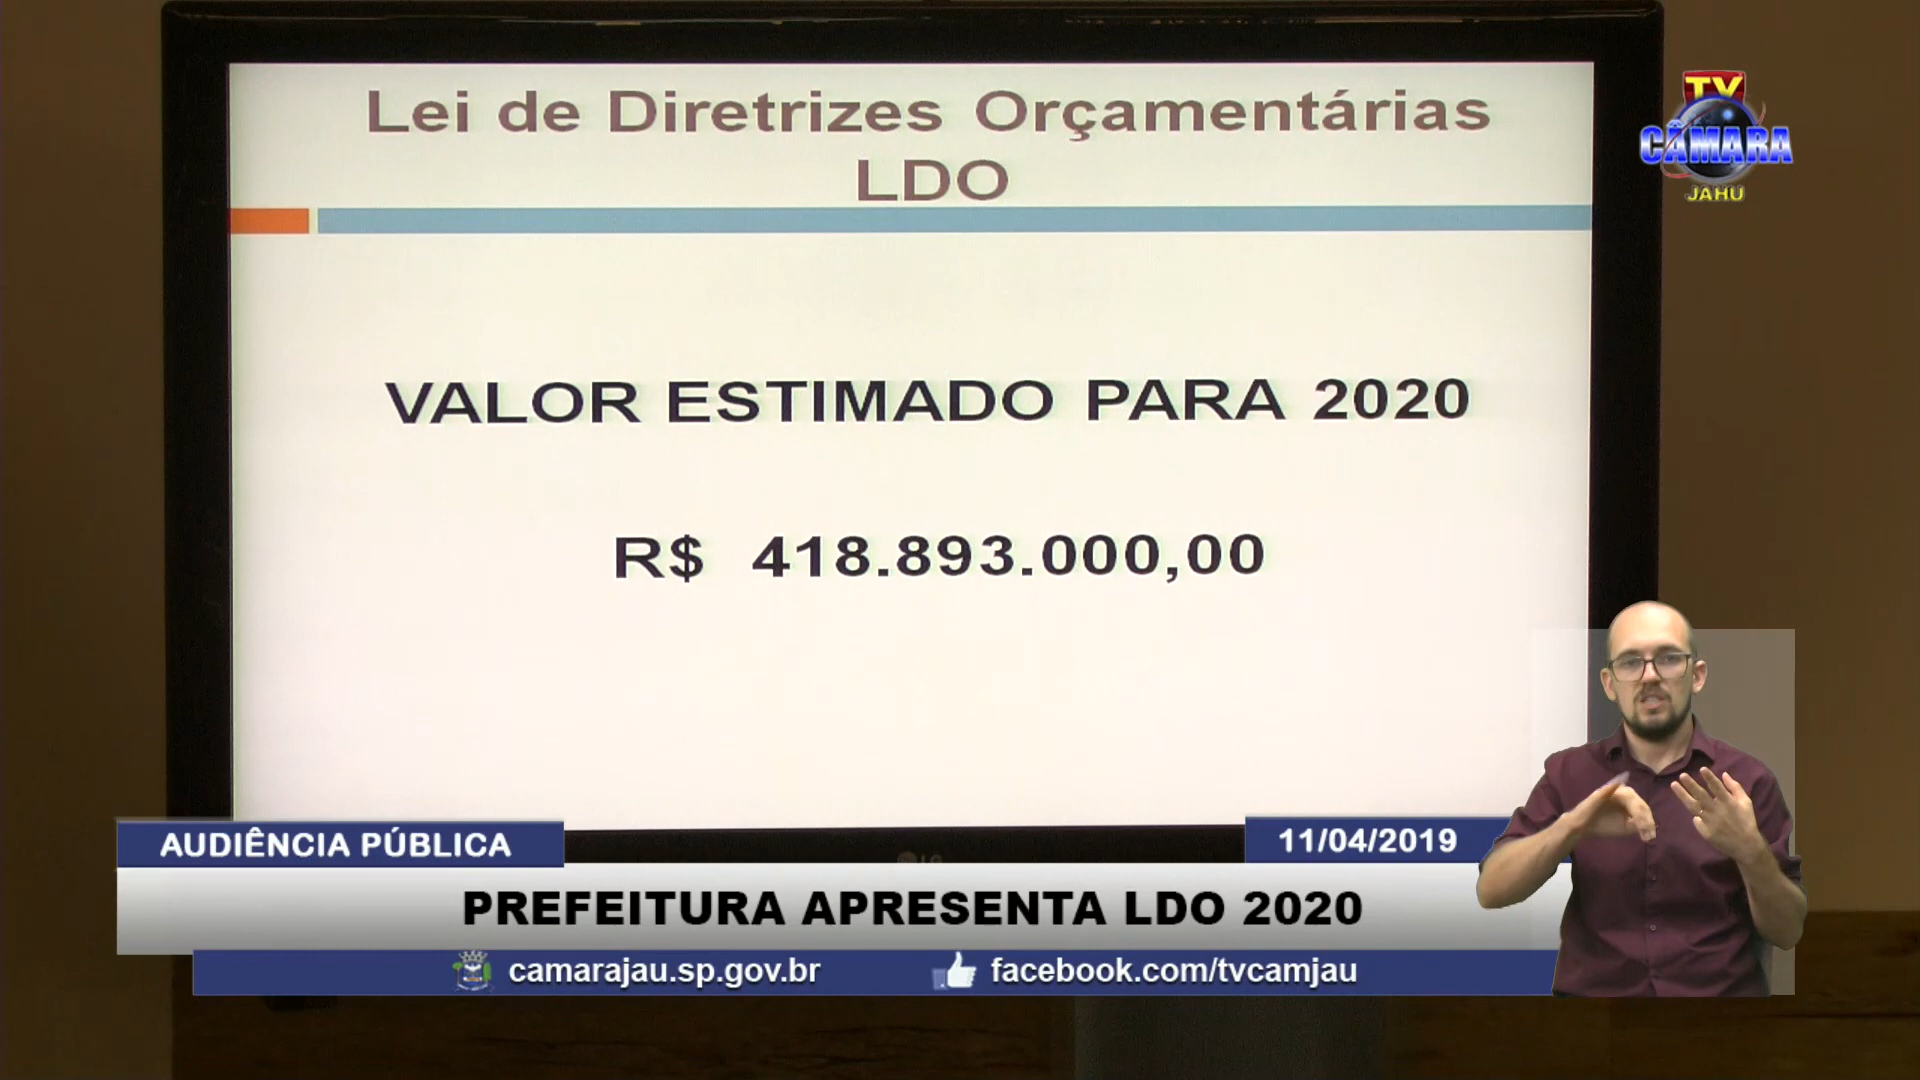 Lei de Diretrizes Orçamentárias
LDO
TV
CÂMARA
JAHU
VALOR ESTIMADO PARA 2020
R$ 418.893.000,00
AUDIÊNCIA PÚBLICA
11/04/2019
LG
PREFEITURA APRESENTA LDO 2020
camarajau.sp.gov.br
facebook.com/tvcamjau